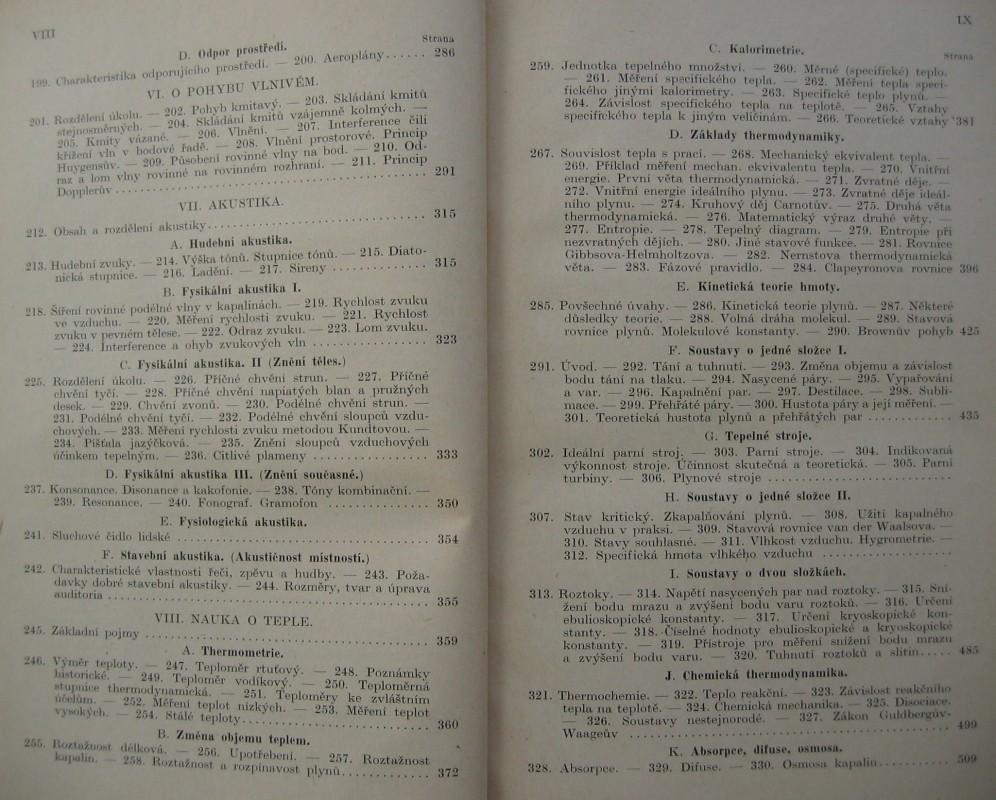 VIII
D. Odpor prostředí.
Strana
199. Charakteristika odporujícího prostředí. — 200. Aeroplány...... 286
VI. O POHYBU VLNIVÉM.
201. Rozdělení úkolu. — 202. Pohyb kmitavý. — 203. Skládání kmitů
stejnosměrných. — 204. Skládání kmitů vzájemně kolmých. —
205. Kmity vázané. — 206. Vlnění. — 207. Interference čili
křížení vln v bodové řadě. — 208. Vlnění prostorové. Princip
Huygensův. — 209. Působení rovinné vlny na bod. — 210. Od-
raz a lom vlny rovinné na rovinném rozhraní. — 211. Princip
Dopplerův ........ 291
VII. AKUSTIKA.
212. Obsah a rozdělení akustiky ........ 315
A. Hudební akustika.
213. Hudební zvuky. — 214. Výška tónů. Stupnice tónů. — 215. Diato-
nická stupnice. — 216. Ladění. — 217. Sireny ........ 315
B. Fysikální akustika I.
218. Šíření rovinné podélné vlny v kapalinách. — 219. Rychlost zvuku
ve vzduchu. — 220. Měření rychlosti zvuku. — 221. Rychlost
zvuku v pevném tělese. — 222. Odraz zvuku. — 223. Lom zvuku.
— 224. Interference a ohyb zvukových vln ........ 323
C. Fysikální akustika. II (Znění těles.)
225. Rozdělení úkolu. — 226. Příčné chvění strun. — 227. Příčné
chvění tyčí. — 228. Příčné chvění napiatých blan a pružných
desek. — 229. Chvění zvonů. — 230. Podélné chvění strun. —
231. Podélné chvění tyčí. — 232. Podélné chvění sloupců vzdu-
chových. — 233. Měření rychlosti zvuku metodou Kundtovou. —
234. Píšťala jazýčková. — 235. Znění sloupců vzduchových
účinkem tepelným. — 236. Citlivé plameny ........ 333
D. Fysikální akustika III. (Znění současné.)
237. Konsonance. Disonance a kakofonie. — 238. Tóny kombinační. —
239. Resonance. — 240. Fonograf. Gramofon ........ 350
E. Fysiologická akustika.
241. Sluchové čidlo lidské ........ 354
F. Stavební akustika. (Akustičnost místností.)
242. Charakteristické vlastnosti řeči, zpěvu a hudby. — 243. Poža-
davky dobré stavební akustiky. — 244. Rozměry, tvar a úprava
auditoria ........ 355
VIII. NAUKA O TEPLE.
245. Základní pojmy ........ 359
A. Thermometrie.
246. Výměr teploty. — 247. Teploměr rtuťový. — 248. Poznámky
historické. — 249. Teploměr vodíkový. — 250. Teploměrná
stupnice thermodynamická. — 251. Teploměry ke zvláštním
účelům. — 252. Měření teplot nízkých. — 253. Měření teplot
vysokých. — 254. Stálé teploty ........ 360
B. Změna objemu teplem.
255. Roztažnost délková. — 256. Upotřebení. — 257. Roztažnost
kapalin. — 258. Roztažnost a rozpínavost plynů ........ 372
IX
C. Kalorimetrie.
Strana
259. Jednotka tepelného množství. — 260. Měrné (specifické) teplo.
— 261. Měření specifického tepla. — 262. Měření tepla speci-
fického jinými kalorimetry. — 263. Specifické teplo plynů. —
264. Závislost specifického tepla na teplotě. — 265. Vztahy
specifického tepla k jiným veličinám. — 266. Teoretické vztahy 381
D. Základy thermodynamiky.
267. Souvislost tepla s prací. — 268. Mechanický ekvivalent tepla. —
269. Příklad měření mechan. ekvivalentu tepla. — 270. Vnitřní
energie. První věta thermodynamická. — 271. Zvratné děje. —
272. Vnitřní energie ideálního plynu. — 273. Zvratné děje ideál-
ního plynu. — 274. Kruhový děj Carnotův. — 275. Druhá věta
thermodynamická. — 276. Matematický výraz druhé věty. —
277. Entropie. — 278. Tepelný diagram. — 279. Entropie při
nezvratných dějích. — 280. Jiné stavové funkce. — 281. Rovnice
Gibbsova-Helmholtzova. — 282. Nernstova thermodynamická
věta. — 283. Fázové pravidlo. — 284. Clapeyronova rovnice 396
E. Kinetická teorie hmoty.
285. Povšechné úvahy. — 286. Kinetická teorie plynů. — 287. Některé
důsledky teorie. — 288. Volná dráha molekul. — 289. Stavová
rovnice plynů. Molekulové konstanty. — 290. Brownův pohyb 425
F. Soustavy o jedné složce I.
291. Úvod. — 292. Tání a tuhnutí. — 293. Změna objemu a závislost
bodu tání na tlaku. — 294. Nasycené páry. — 295. Vypařování
a var. — 296. Kapalnění par. — 297. Destilace. — 298. Subli-
mace. — 299. Přehřáté páry. — 300. Hustota páry a její měření. —
301. Teoretická hustota plynů a přehřátých par ........ 435
G. Tepelné stroje.
302. Ideální parní stroj. — 303. Parní stroje. — 304. Indikovaná
výkonnost stroje. Účinnost skutečná a teoretická. — 305. Parní
turbiny. — 306. Plynové stroje ........
H. Soustavy o jedné složce II.
307. Stav kritický. Zkapalňování plynů. — 308. Užití kapalného
vzduchu v praksi. — 309. Stavová rovnice van der Waalsova. —
310. Stavy souhlasné. — 311. Vlhkost vzduchu. Hygrometrie. —
312. Specifická hmota vlhkého vzduchu ........
I. Soustavy o dvou složkách.
313. Roztoky. — 314. Napětí nasycených par nad roztoky. — 315. Sní-
žení bodu mrazu a zvýšení bodu varu roztoků. — 316. Určení
ebulioskopické konstanty. — 317. Určení kryoskopické kon-
stanty. — 318. Číselné hodnoty ebulioskopické a kryoskopické
konstanty. — 319. Přístroje pro měření snížení bodu mrazu
a zvýšení bodu varu. — 320. Tuhnutí roztoků a slitin ........ 485
J. Chemická thermodynamika.
321. Thermochemie. — 322. Teplo reakční. — 323. Závislost reakčního
tepla na teplotě. — 324. Chemická mechanika. — 325. Disociace.
— 326. Soustavy nestejnorodé. — 327. Zákon Guldbergův-
Waageův ........ 499
K. Absorpce, difuse, osmosa.
328. Absorpce. — 329. Difuse. — 330. Osmosa kapalin ........ 509